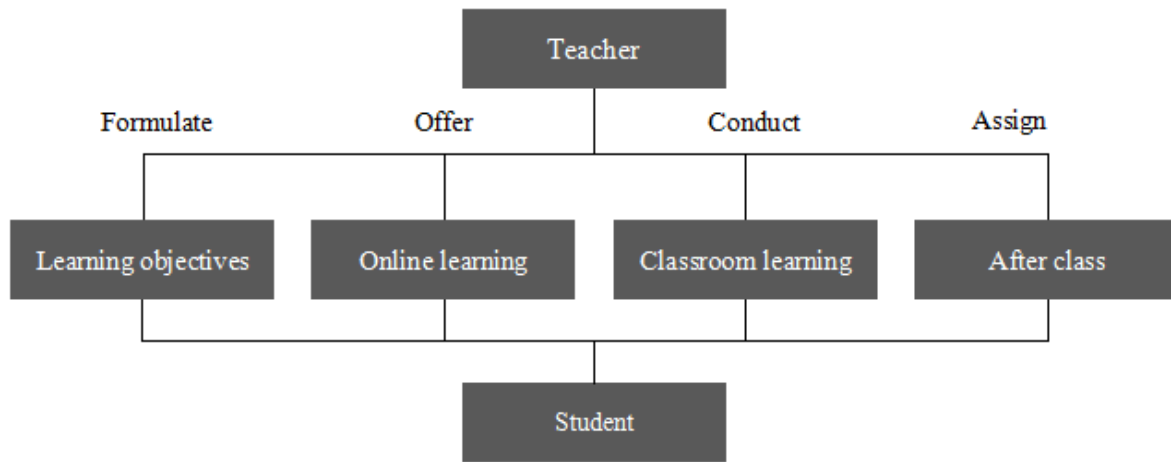 Teacher
Formulate
Offer
Conduct
Assign
Learning objectives
Online learning
Classroom learning
After class
Student